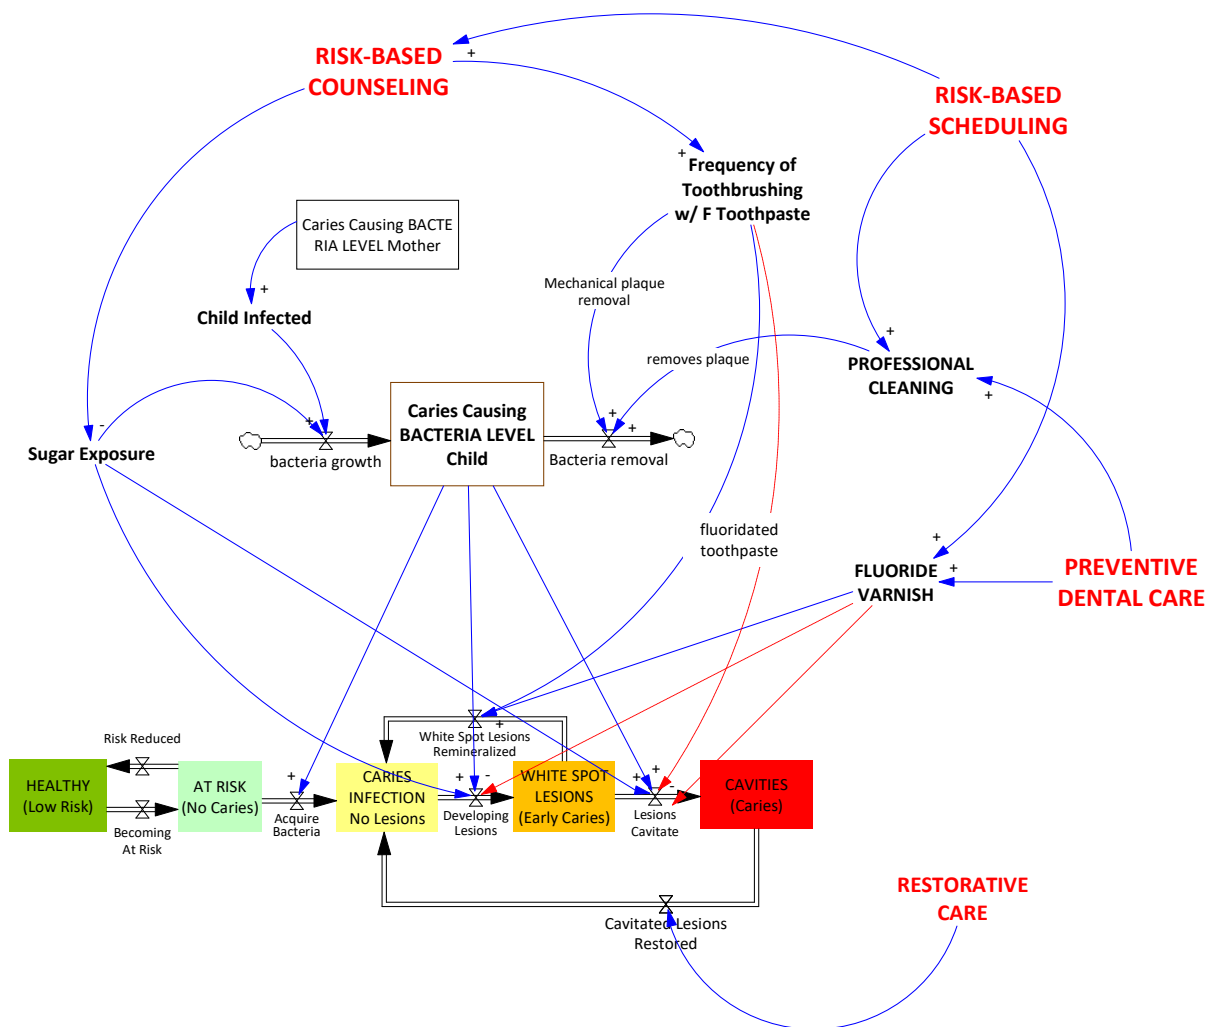 RISK-BASED
COUNSELING
+
RISK-BASED
SCHEDULING
+
Frequency of
Toothbrushing
w/ F Toothpaste
Caries Causing BACTE
RIA LEVEL Mother
+
Child Infected
Mechanical plaque
removal
+
removes plaque
PROFESSIONAL
CLEANING
+
-
Sugar Exposure
+
bacteria growth
Caries Causing
BACTERIA LEVEL
Child
+
+
Bacteria removal
fluoridated
toothpaste
+
+
FLUORIDE
VARNISH
PREVENTIVE
DENTAL CARE
+
White Spot Lesions
Remineralized
Risk Reduced
HEALTHY
(Low Risk)
Becoming
At Risk
AT RISK
(No Caries)
+
Acquire
Bacteria
CARIES
INFECTION
No Lesions
+
-
Developing
Lesions
WHITE SPOT
LESIONS
(Early Caries)
+
+
-
Lesions
Cavitate
CAVITIES
(Caries)
RESTORATIVE
CARE
Cavitated Lesions
Restored